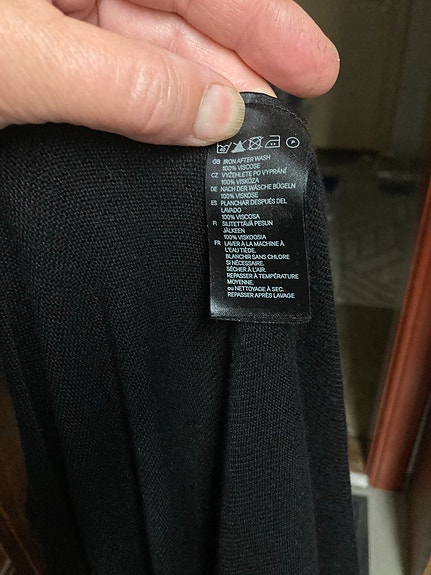 GB IRON AFTER WASH
100% VISCOSE
CZ VYŽEHLETE PO VYPRÁNÍ
100% VISKÓZA
DE NACH DER WÄSCHE BÜGELN
100% VISKOSE
ES PLANCHAR DESPUÉS DEL
LAVADO
100% VISCOSA
FI SILITETTÄVÄ PESUN
JÄLKEEN
100% VISKOOSIA
FR LAVER À LA MACHINE À
L'EAU TIÈDE.
BLANCHIR SANS CHLORE
SI NÉCESSAIRE.
SÉCHER À L'AIR.
REPASSER À TEMPÉRATURE
MOYENNE.
ou NETTOYAGE À SEC.
REPASSER APRÈS LAVAGE